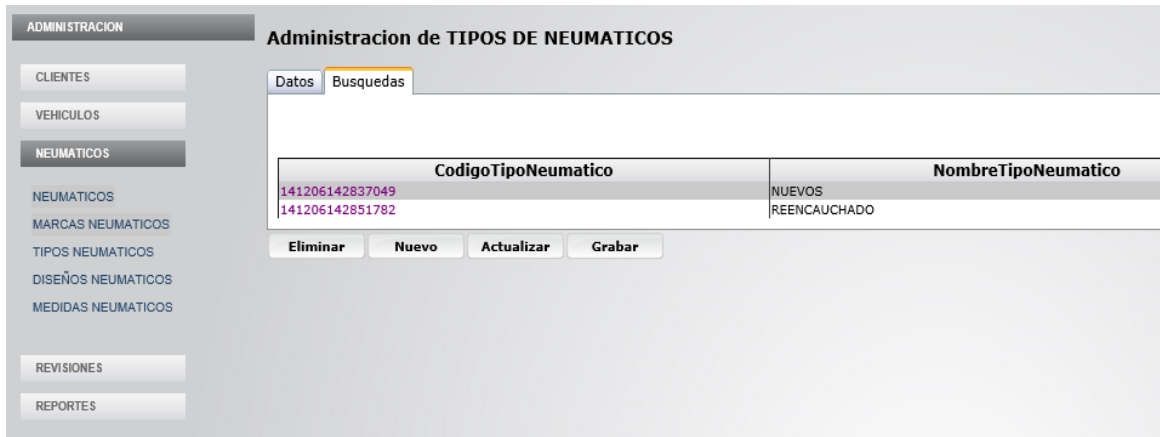 ADMINISTRACION
CLIENTES
VEHICULOS
NEUMATICOS
NEUMATICOS
MARCAS NEUMATICOS
TIPOS NEUMATICOS
DISEÑOS NEUMATICOS
MEDIDAS NEUMATICOS
REVISIONES
REPORTES
Administracion de TIPOS DE NEUMATICOS
Datos Busquedas
CodigoTipoNeumatico NombreTipoNeumatico
141206142837049 NUEVOS
141206142851782 REENCAUCHADO
Eliminar Nuevo Actualizar Grabar